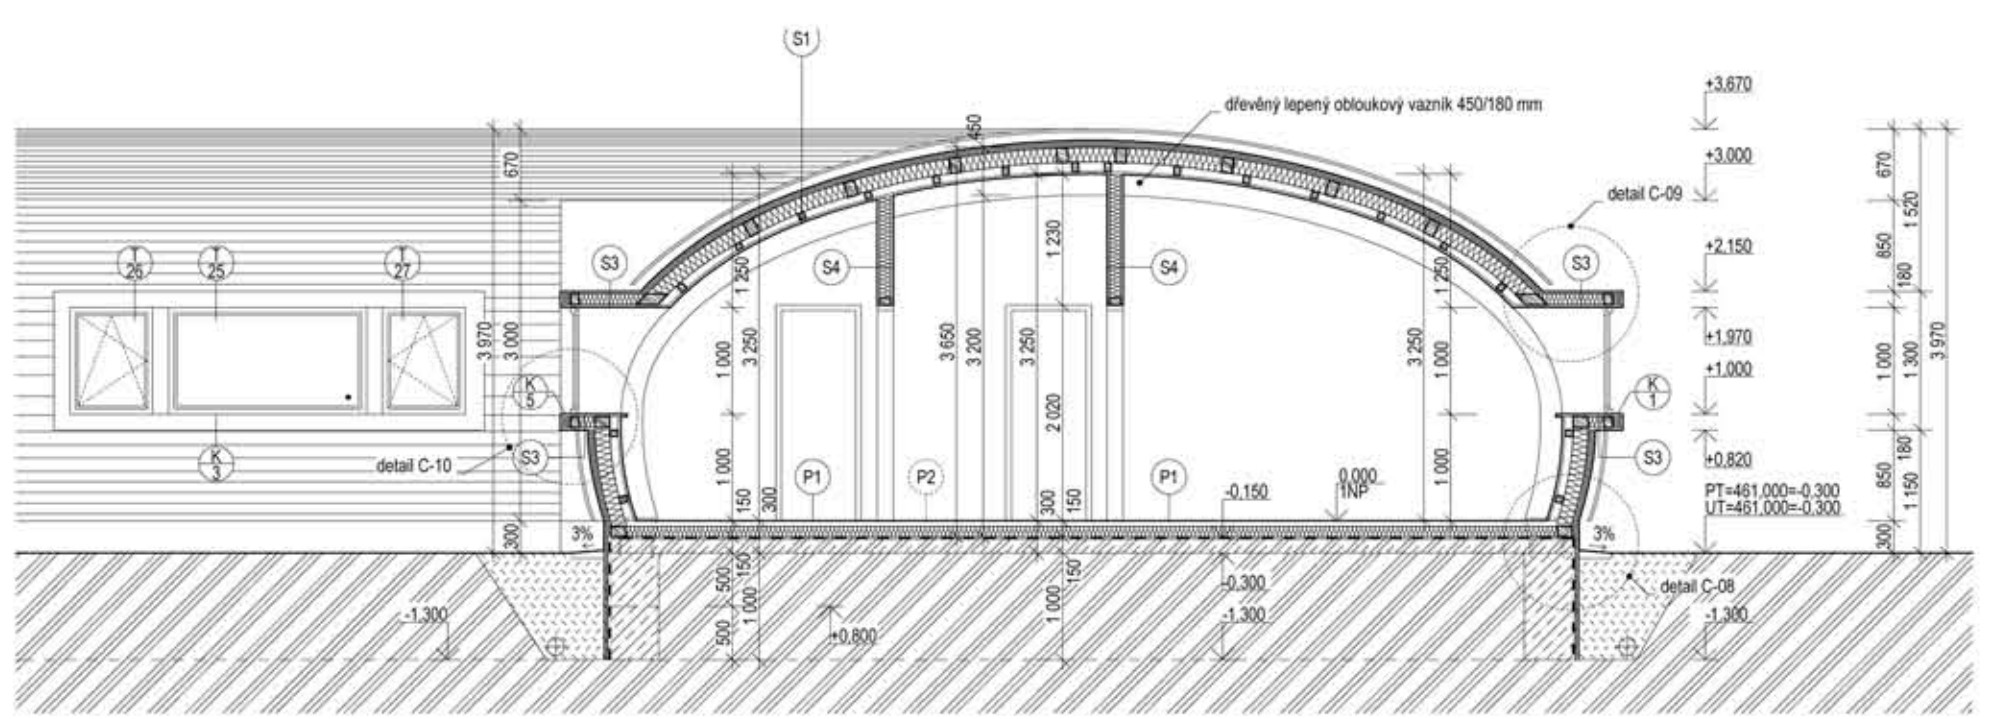 S1
+3,670
dřevěný lepený obloukový vazník 450/180 mm
450
670
+3,000
670
detail C-09
1 520
1 230
+2,150
850
T
26
T
25
T
27
S3
1 250
S4
S4
1 250
S3
180
3 970
3 000
1 000
3 250
3 650
3 200
3 250
3 250
1 000
+1,970
1 000
1 300
3 970
+1,000
K
5
K
1
2 020
K
3
detail C-10
S3
1 000
P1
P2
P1
1 000
S3
+0,820
180
850
1 150
150
300
300
150
-0,150
0,000
1NP
PT=461,000=-0,300
UT=461,000=-0,300
300
3%
3%
300
150
500
1 000
150
1 000
-0,300
detail C-08
-1,300
500
+0,800
-1,300
-1,300